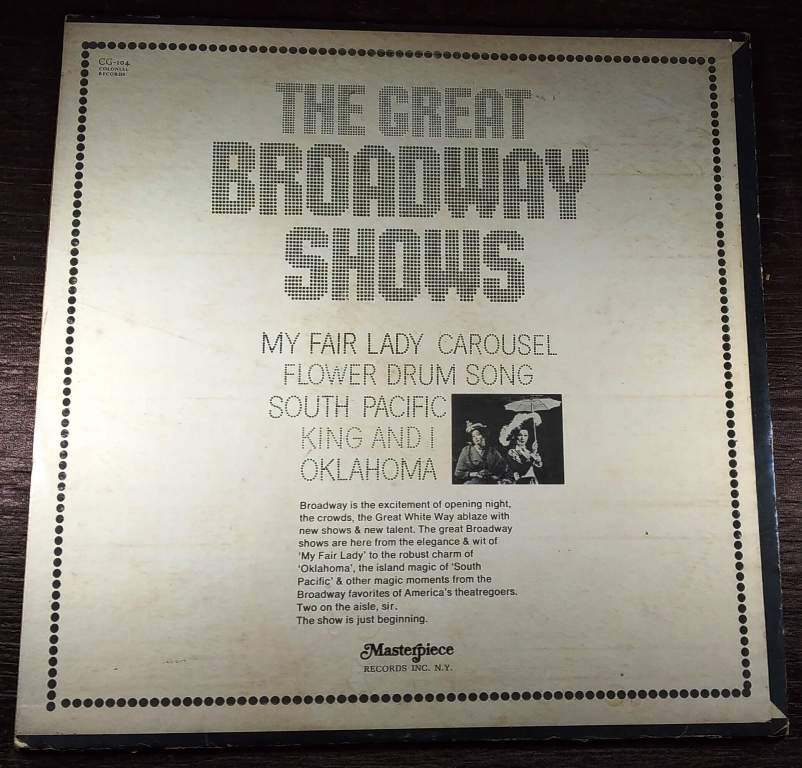 CG-104
COLONIAL
RECORDS
THE GREAT
BROADWAY
SHOWS
MY FAIR LADY CAROUSEL
FLOWER DRUM SONG
SOUTH PACIFIC
KING AND I
OKLAHOMA
Broadway is the excitement of opening night,
the crowds, the Great White Way ablaze with
new shows & new talent. The great Broadway
shows are here from the elegance & wit of
‘My Fair Lady’ to the robust charm of
‘Oklahoma’, the island magic of ‘South
Pacific’ & other magic moments from the
Broadway favorites of America’s theatregoers.
Two on the aisle, sir.
The show is just beginning.
Masterpiece
RECORDS INC. N.Y.